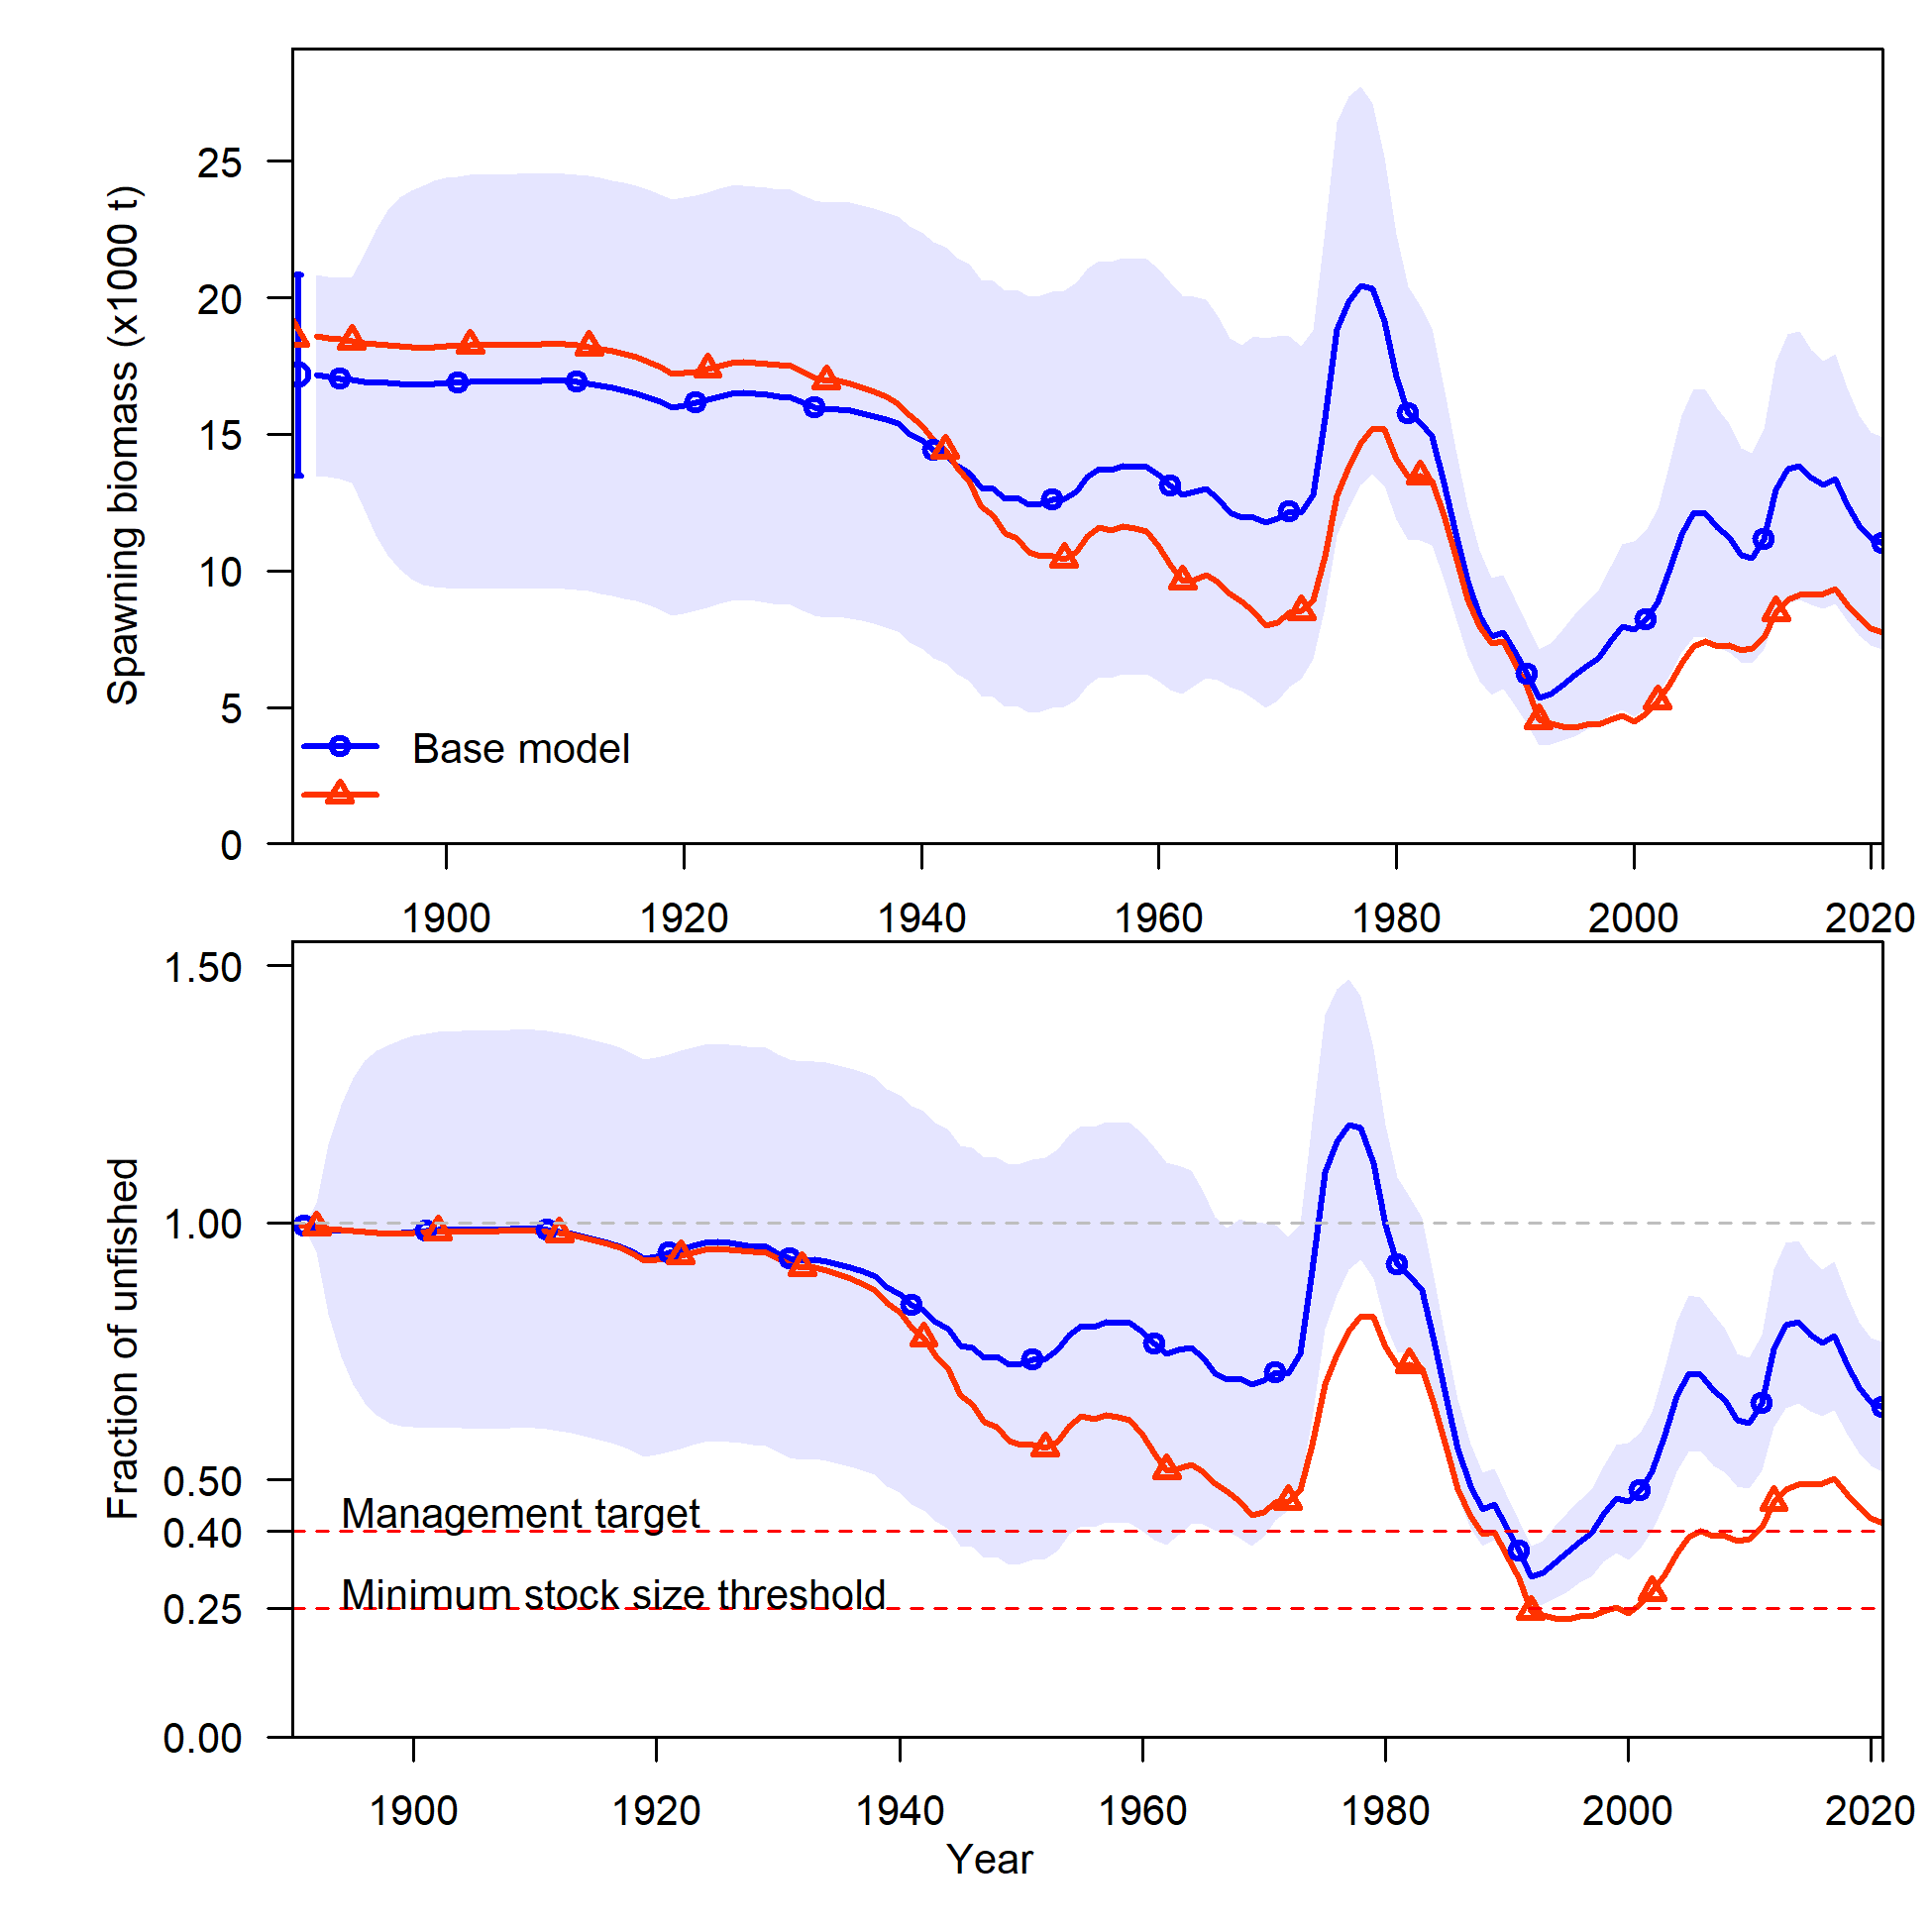 Spawning biomass (x1000 t)
25
20
15
10
5
0
Base model
1900 1920 1940 1960 1980 2000 2020
Fraction of unfished
1.50
1.00
0.50
0.40
0.25
0.00
Management target
Minimum stock size threshold
1900 1920 1940 1960 1980 2000 2020
Year